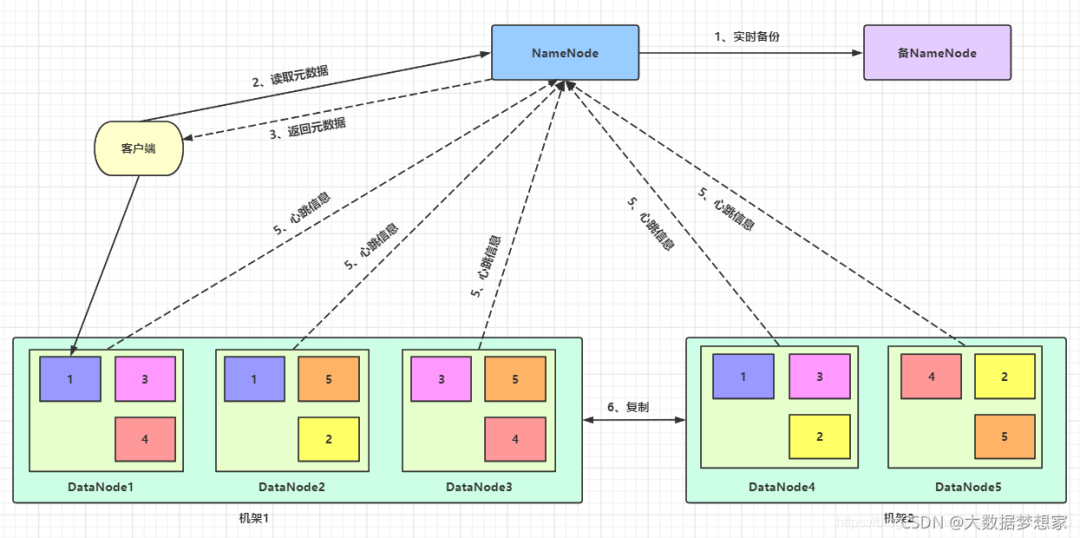 NameNode
1、实时备份
备NameNode
2、读取元数据
3、返回元数据
客户端
5、心跳信息
5、心跳信息
5、心跳信息
5、心跳信息
5、心跳信息
1
3
4
DataNode1
1
5
2
DataNode2
3
5
4
DataNode3
机架1
6、复制
1
3
2
DataNode4
4
2
5
DataNode5
机架2
CSDN @大数据梦想家